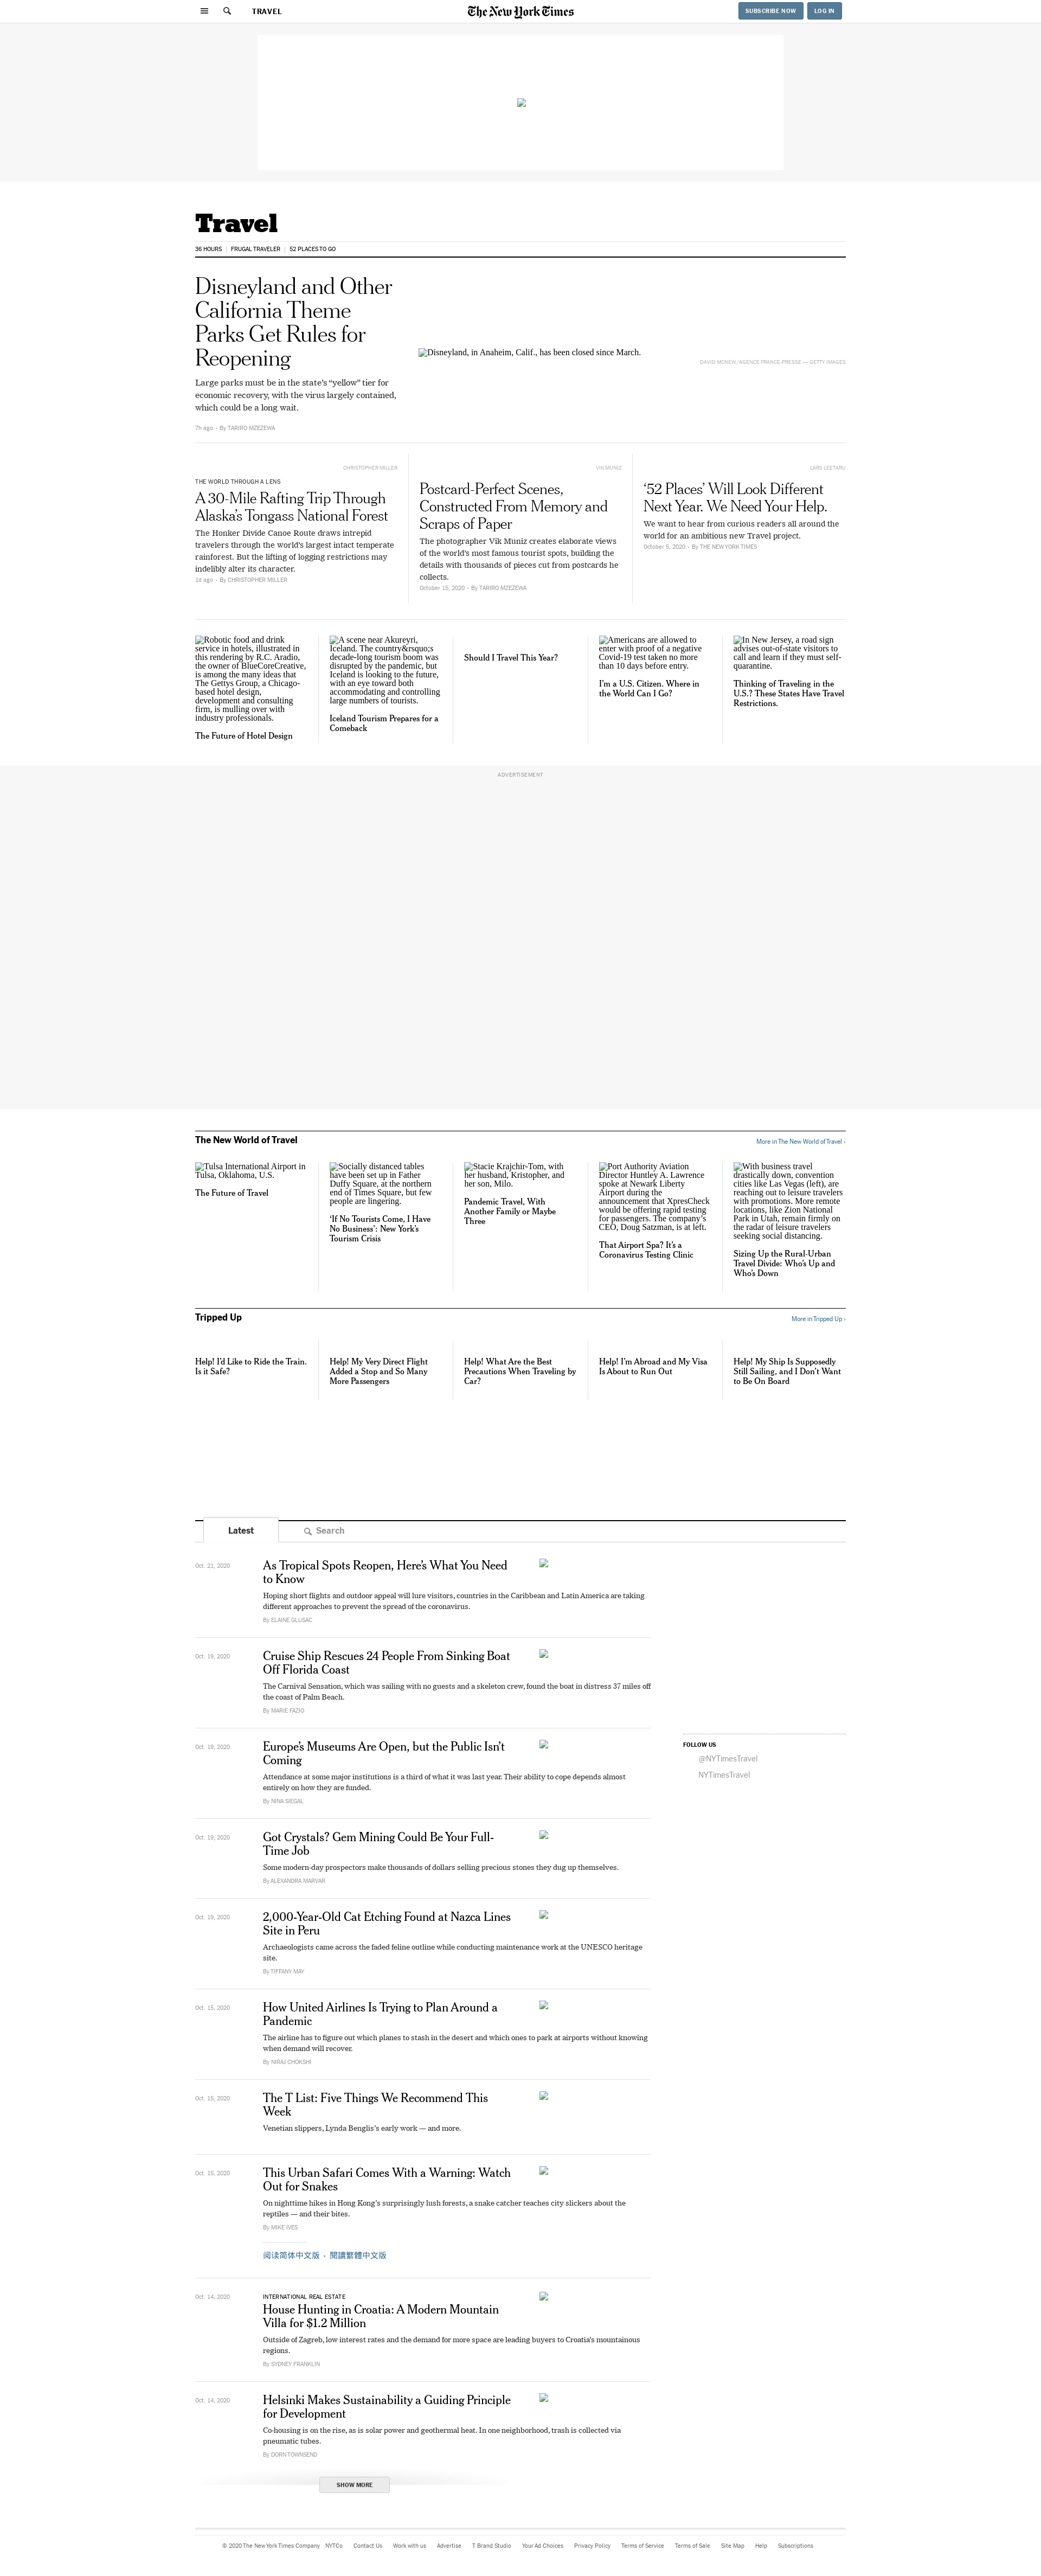 TRAVEL
The New York Times
SUBSCRIBE NOW
LOG IN
Travel
36 HOURS
FRUGAL TRAVELER
52 PLACES TO GO
Disneyland and Other
California Theme
Parks Get Rules for
Reopening
Large parks must be in the state's “yellow” tier for
economic recovery, with the virus largely contained,
which could be a long wait.
7h ago - By TARIRO MZEZEWA
Disneyland, in Anaheim, Calif., has been closed since March.
DAVID MCNEW/AGENCE FRANCE-PRESSE — GETTY IMAGES
CHRISTOPHER MILLER
THE WORLD THROUGH A LENS
A 30-Mile Rafting Trip Through
Alaska's Tongass National Forest
The Honker Divide Canoe Route draws intrepid
travelers through the world's largest intact temperate
rainforest. But the lifting of logging restrictions may
indelibly alter its character.
1d ago - By CHRISTOPHER MILLER
VIK MUNIZ
Postcard-Perfect Scenes,
Constructed From Memory and
Scraps of Paper
The photographer Vik Muniz creates elaborate views
of the world's most famous tourist spots, building the
details with thousands of pieces cut from postcards he
collects.
October 15, 2020 - By TARIRO MZEZEWA
LARS LEETARU
‘52 Places’ Will Look Different
Next Year. We Need Your Help.
We want to hear from curious readers all around the
world for an ambitious new Travel project.
October 5, 2020 - By THE NEW YORK TIMES
Robotic food and drink
service in hotels, illustrated in
this rendering by R.C. Aradio,
the owner of BlueCoreCreative,
is among the many ideas that
The Gettys Group, a Chicago-
based hotel design,
development and consulting
firm, is mulling over with
industry professionals.
The Future of Hotel Design
A scene near Akureyri,
Iceland. The country&rsquo;s
decade-long tourism boom was
disrupted by the pandemic, but
Iceland is looking to the future,
with an eye toward both
accommodating and controlling
large numbers of tourists.
Iceland Tourism Prepares for a
Comeback
Should I Travel This Year?
Americans are allowed to
enter with proof of a negative
Covid-19 test taken no more
than 10 days before entry.
I'm a U.S. Citizen. Where in
the World Can I Go?
In New Jersey, a road sign
advises out-of-state visitors to
call and learn if they must self-
quarantine.
Thinking of Traveling in the
U.S.? These States Have Travel
Restrictions.
ADVERTISEMENT
The New World of Travel
More in The New World of Travel ›
Tulsa International Airport in
Tulsa, Oklahoma, U.S.
The Future of Travel
Socially distanced tables
have been set up in Father
Duffy Square, at the northern
end of Times Square, but few
people are lingering.
‘If No Tourists Come, I Have
No Business’: New York's
Tourism Crisis
Stacie Krajchir-Tom, with
her husband, Kristopher, and
her son, Milo.
Pandemic Travel, With
Another Family or Maybe
Three
Port Authority Aviation
Director Huntley A. Lawrence
spoke at Newark Liberty
Airport during the
announcement that XpresCheck
would be offering rapid testing
for passengers. The company's
CEO, Doug Satzman, is at left.
That Airport Spa? It's a
Coronavirus Testing Clinic
With business travel
drastically down, convention
cities like Las Vegas (left), are
reaching out to leisure travelers
with promotions. More remote
locations, like Zion National
Park in Utah, remain firmly on
the radar of leisure travelers
seeking social distancing.
Sizing Up the Rural-Urban
Travel Divide: Who's Up and
Who's Down
Tripped Up
More in Tripped Up ›
Help! I'd Like to Ride the Train.
Is it Safe?
Help! My Very Direct Flight
Added a Stop and So Many
More Passengers
Help! What Are the Best
Precautions When Traveling by
Car?
Help! I'm Abroad and My Visa
Is About to Run Out
Help! My Ship Is Supposedly
Still Sailing, and I Don't Want
to Be On Board
Latest
Search
Oct. 21, 2020
As Tropical Spots Reopen, Here's What You Need
to Know
Hoping short flights and outdoor appeal will lure visitors, countries in the Caribbean and Latin America are taking
different approaches to prevent the spread of the coronavirus.
By ELAINE GLUSAC
Oct. 19, 2020
Cruise Ship Rescues 24 People From Sinking Boat
Off Florida Coast
The Carnival Sensation, which was sailing with no guests and a skeleton crew, found the boat in distress 37 miles off
the coast of Palm Beach.
By MARIE FAZIO
Oct. 19, 2020
Europe's Museums Are Open, but the Public Isn't
Coming
Attendance at some major institutions is a third of what it was last year. Their ability to cope depends almost
entirely on how they are funded.
By NINA SIEGAL
FOLLOW US
@NYTimesTravel
NYTimesTravel
Oct. 19, 2020
Got Crystals? Gem Mining Could Be Your Full-
Time Job
Some modern-day prospectors make thousands of dollars selling precious stones they dug up themselves.
By ALEXANDRA MARVAR
Oct. 19, 2020
2,000-Year-Old Cat Etching Found at Nazca Lines
Site in Peru
Archaeologists came across the faded feline outline while conducting maintenance work at the UNESCO heritage
site.
By TIFFANY MAY
Oct. 15, 2020
How United Airlines Is Trying to Plan Around a
Pandemic
The airline has to figure out which planes to stash in the desert and which ones to park at airports without knowing
when demand will recover.
By NIRAJ CHOKSHI
Oct. 15, 2020
The T List: Five Things We Recommend This
Week
Venetian slippers, Lynda Benglis's early work — and more.
Oct. 15, 2020
This Urban Safari Comes With a Warning: Watch
Out for Snakes
On nighttime hikes in Hong Kong's surprisingly lush forests, a snake catcher teaches city slickers about the
reptiles — and their bites.
By MIKE IVES
阅读简体中文版 · 閱讀繁體中文版
Oct. 14, 2020
INTERNATIONAL REAL ESTATE
House Hunting in Croatia: A Modern Mountain
Villa for $1.2 Million
Outside of Zagreb, low interest rates and the demand for more space are leading buyers to Croatia's mountainous
regions.
By SYDNEY FRANKLIN
Oct. 14, 2020
Helsinki Makes Sustainability a Guiding Principle
for Development
Co-housing is on the rise, as is solar power and geothermal heat. In one neighborhood, trash is collected via
pneumatic tubes.
By DORN TOWNSEND
SHOW MORE
© 2020 The New York Times Company NYTCo Contact Us Work with us Advertise T Brand Studio Your Ad Choices Privacy Policy Terms of Service Terms of Sale Site Map Help Subscriptions